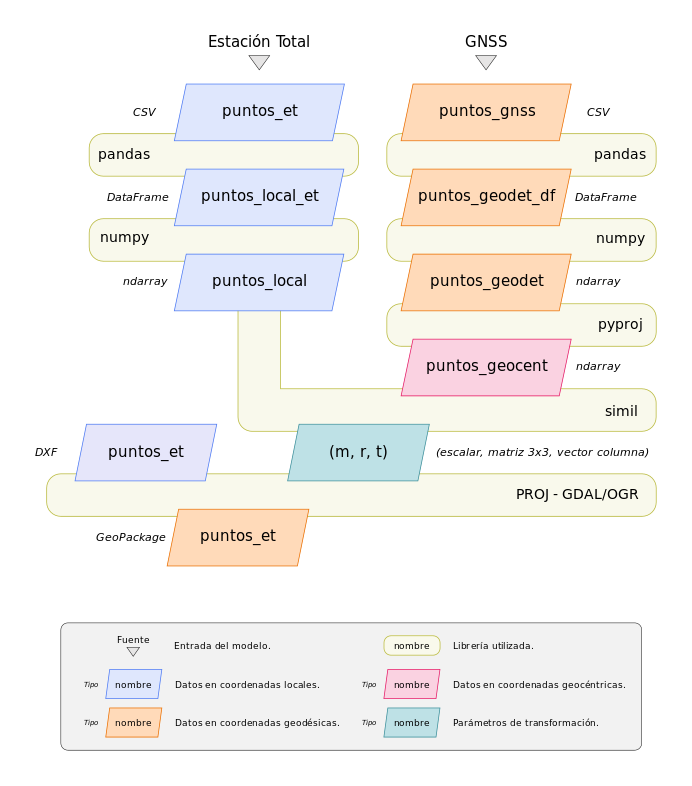 Estación Total GNSS
CSV puntos_et puntos_gnss CSV
pandas pandas
DataFrame puntos_local_et puntos_geodet_df DataFrame
numpy numpy
ndarray puntos_local puntos_geodet ndarray
pyproj
puntos_geocent ndarray
simil
DXF puntos_et (m, r, t) (escalar, matriz 3x3, vector columna)
PROJ - GDAL/OGR
GeoPackage puntos_et
Fuente Entrada del modelo. nombre Librería utilizada.
Tipo nombre Datos en coordenadas locales. Tipo nombre Datos en coordenadas geocéntricas.
Tipo nombre Datos en coordenadas geodésicas. Tipo nombre Parámetros de transformación.